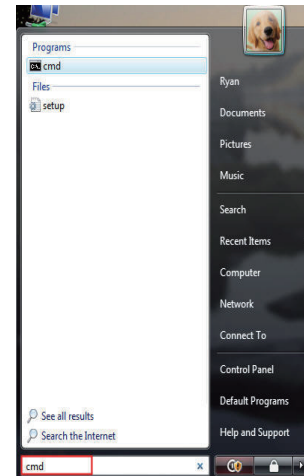 Programs
cmd
Files
setup
See all results
Search the Internet
cmd
Ryan
Documents
Pictures
Music
Search
Recent Items
Computer
Network
Connect To
Control Panel
Default Programs
Help and Support